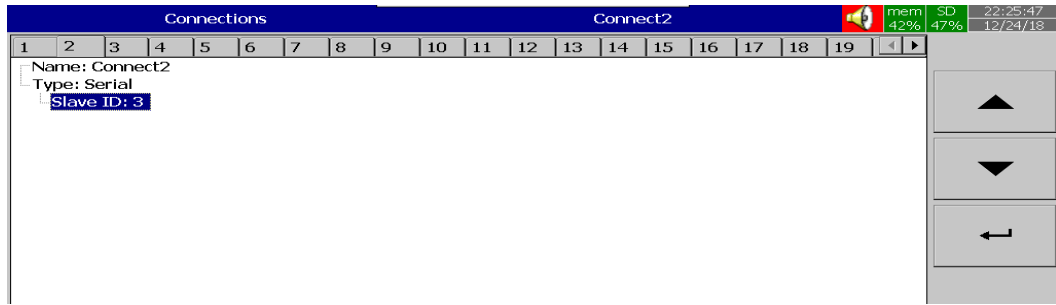 Connections Connect2 mem 42% SD 47% 22:25:47 12/24/18
1 2 3 4 5 6 7 8 9 10 11 12 13 14 15 16 17 18 19
Name: Connect2
Type: Serial
Slave ID: 3